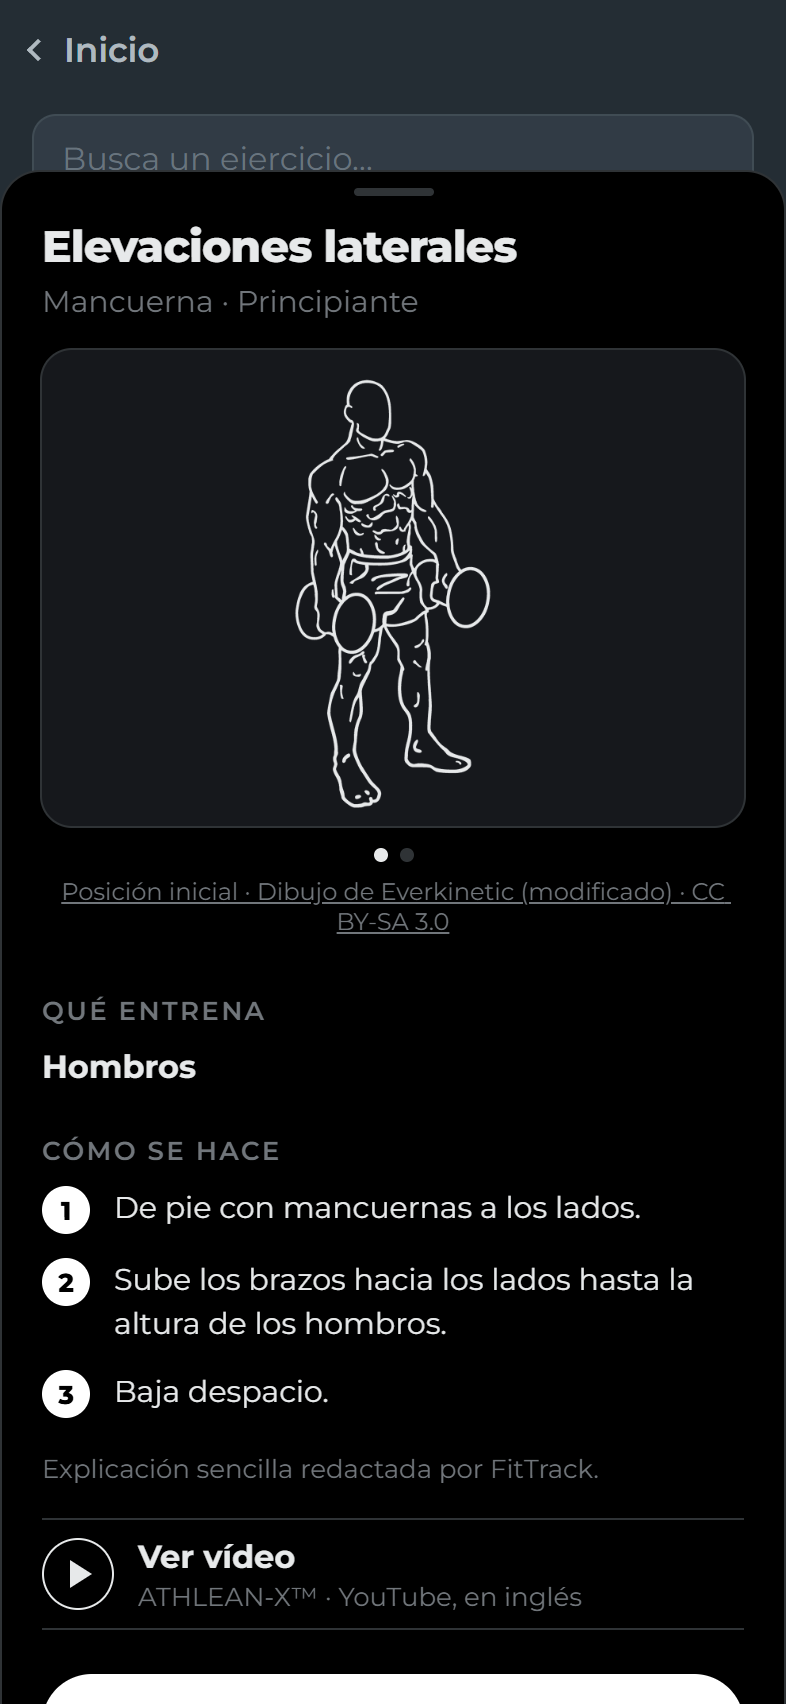 Inicio
Busca un ejercicio...
Elevaciones laterales
Mancuerna · Principiante
Posición inicial · Dibujo de Everkinetic (modificado) · CC
BY-SA 3.0
QUÉ ENTRENA
Hombros
CÓMO SE HACE
1 De pie con mancuernas a los lados.
2 Sube los brazos hacia los lados hasta la
altura de los hombros.
3 Baja despacio.
Explicación sencilla redactada por FitTrack.
Ver vídeo
ATHLEAN-X™ · YouTube, en inglés